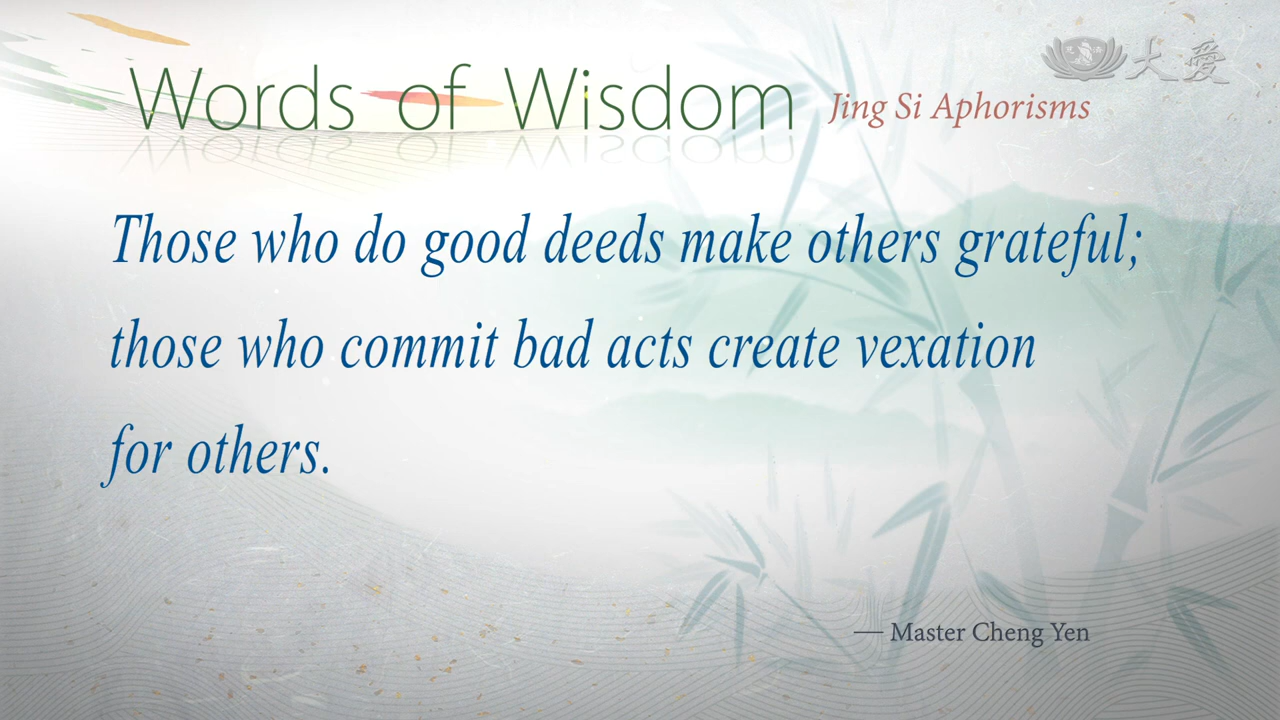 大愛
Words of Wisdom Jing Si Aphorisms
Those who do good deeds make others grateful;
those who commit bad acts create vexation
for others.
— Master Cheng Yen